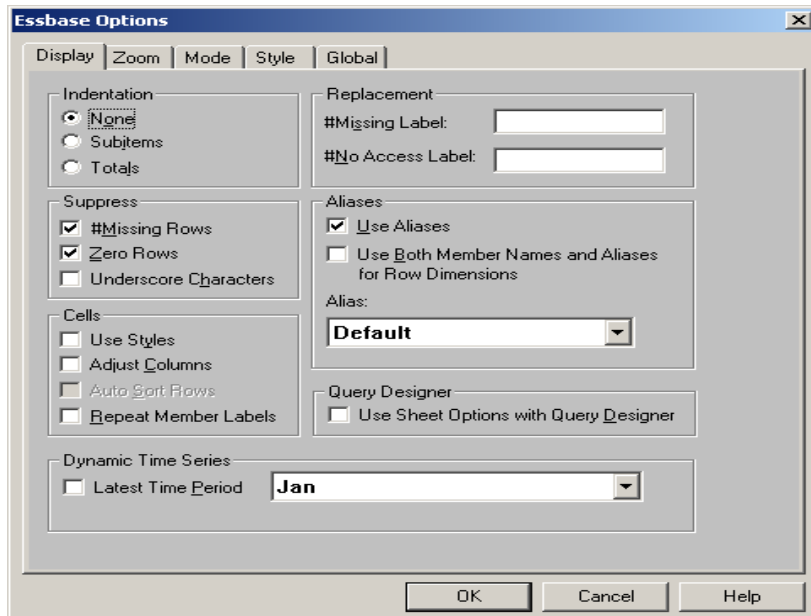 Essbase Options
Display Zoom Mode Style Global
Indentation
None
Subitems
Totals
Replacement
#Missing Label:
#No Access Label:
Suppress
#Missing Rows
Zero Rows
Underscore Characters
Aliases
Use Aliases
Use Both Member Names and Aliases
for Row Dimensions
Alias:
Default
Cells
Use Styles
Adjust Columns
Auto Sort Rows
Repeat Member Labels
Query Designer
Use Sheet Options with Query Designer
Dynamic Time Series
Latest Time Period Jan
OK Cancel Help